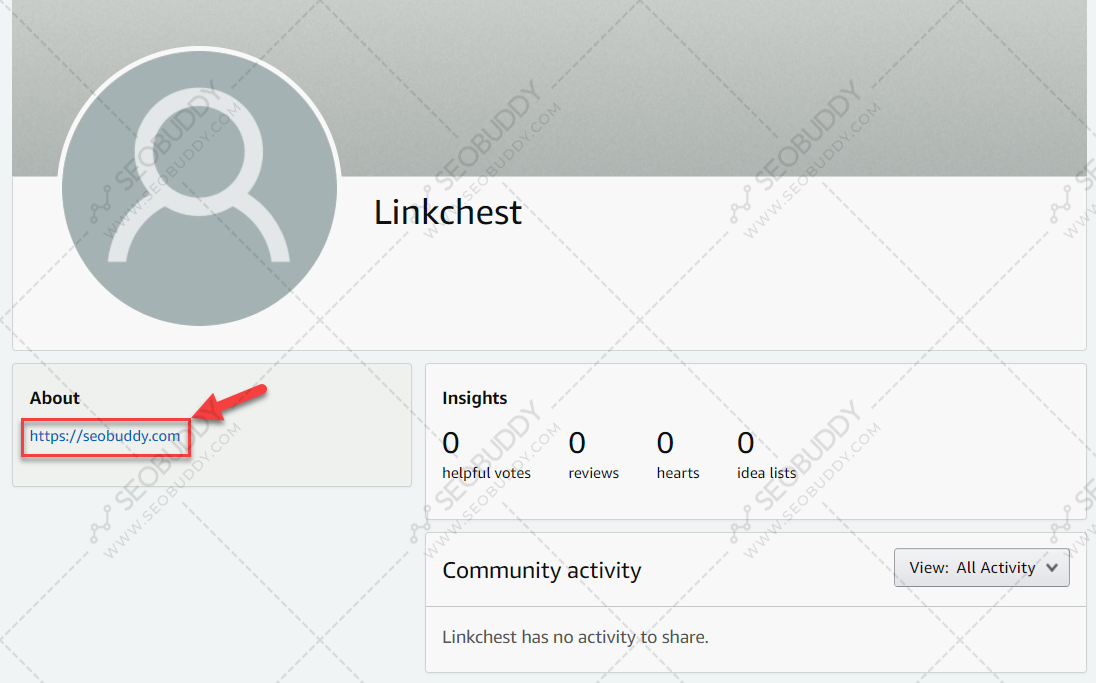 Linkchest
About
https://seobuddy.com
Insights
0 0 0 0
helpful votes reviews hearts idea lists
Community activity
View: All Activity
Linkchest has no activity to share.
SEOBUDDY
WWW.SEOBUDDY.COM